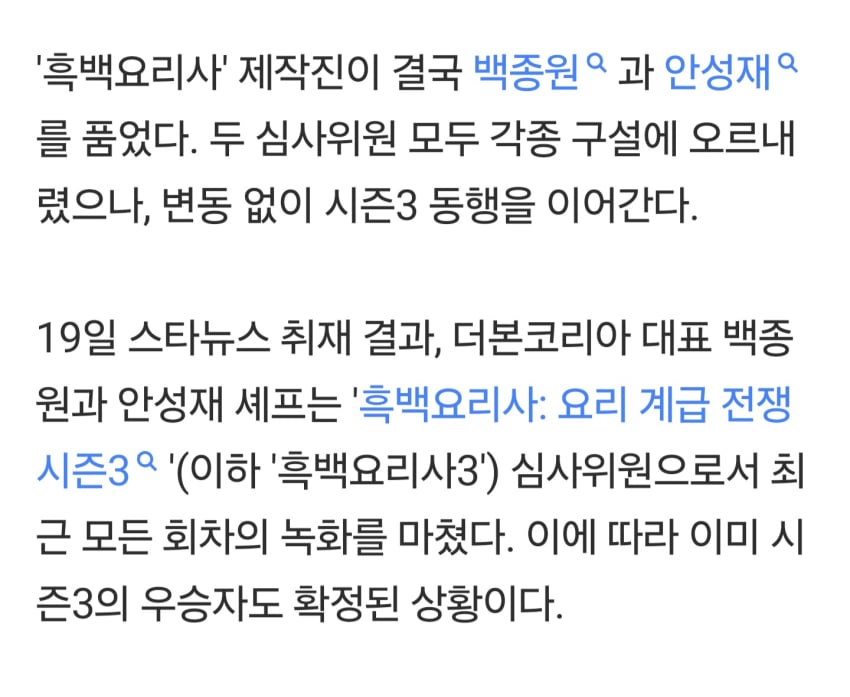 '흑백요리사' 제작진이 결국 백종원 과 안성재
를 품었다. 두 심사위원 모두 각종 구설에 오르내
렸으나, 변동 없이 시즌3 동행을 이어간다.
19일 스타뉴스 취재 결과, 더본코리아 대표 백종
원과 안성재 셰프는 '흑백요리사: 요리 계급 전쟁
시즌3 '(이하 '흑백요리사3') 심사위원으로서 최
근 모든 회차의 녹화를 마쳤다. 이에 따라 이미 시
즌3의 우승자도 확정된 상황이다.